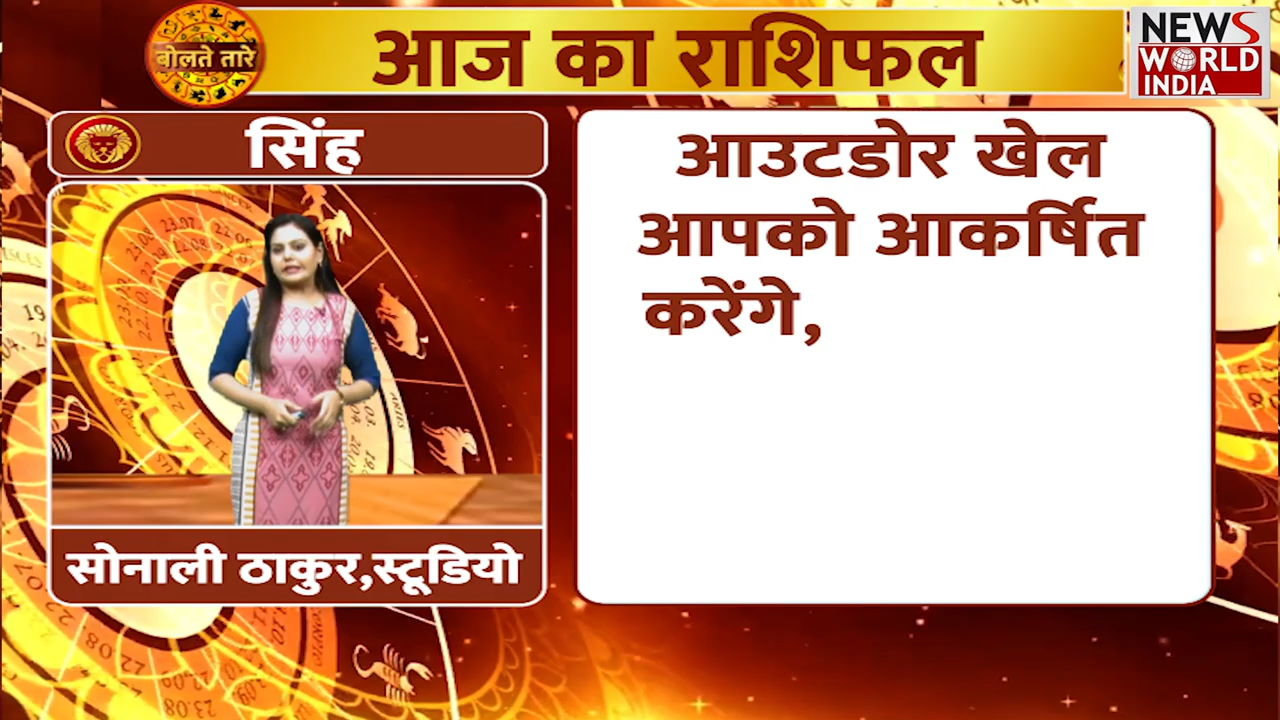 बोलते तारे
आज का राशिफल
NEWS
WORLD
INDIA
सिंह
आउटडोर खेल
आपको आकर्षित
करेंगे,
सोनाली ठाकुर,स्टूडियो